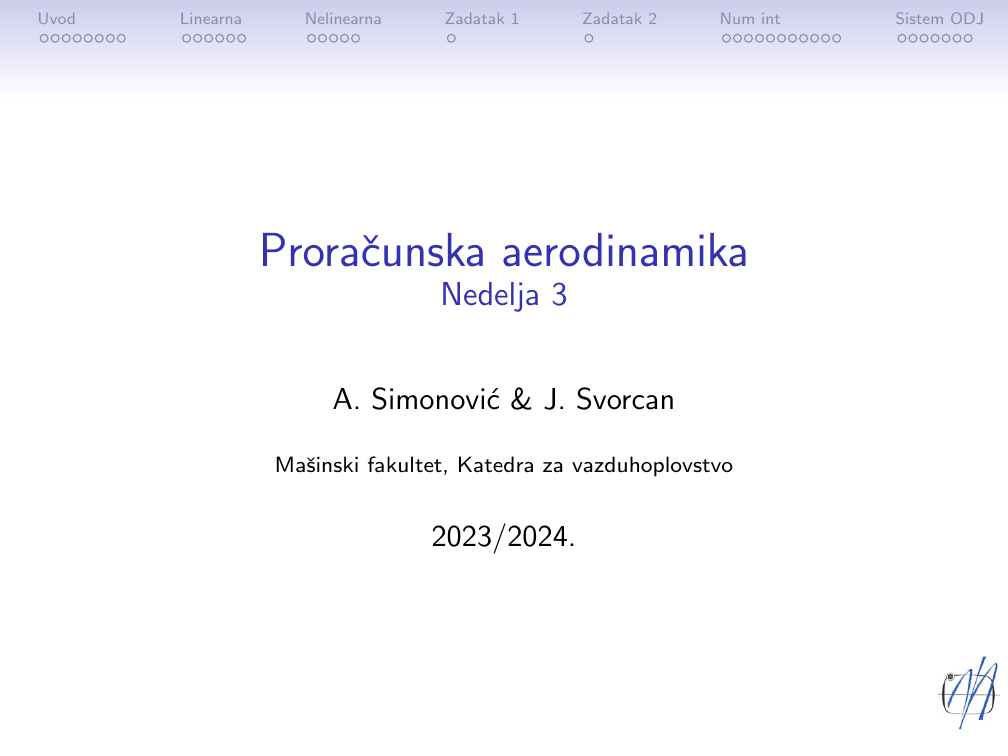 Uvod Linearna Nelinearna Zadatak 1 Zadatak 2 Num int Sistem ODJ
Proračunska aerodinamika
Nedelja 3
A. Simonović & J. Svorcan
Mašinski fakultet, Katedra za vazduhoplovstvo
2023/2024.